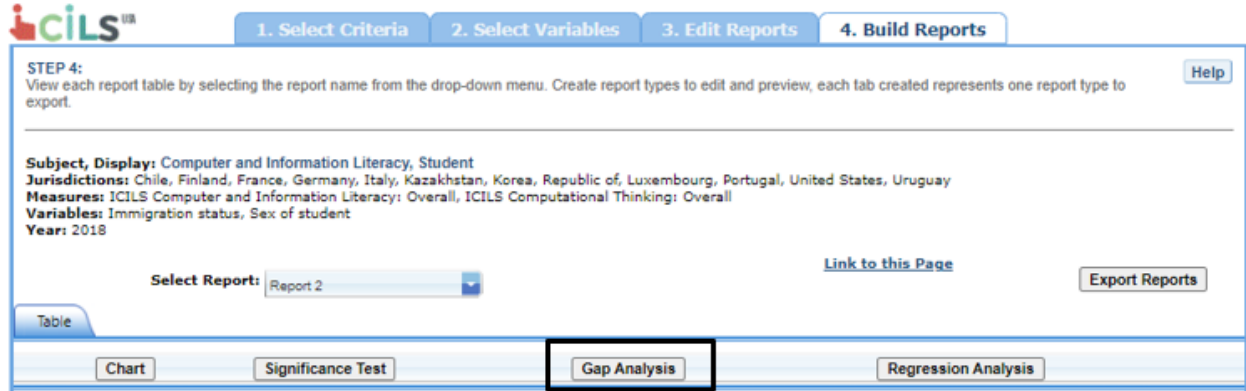 iCILS
1. Select Criteria
2. Select Variables
3. Edit Reports
4. Build Reports
STEP 4:
Help
View each report table by selecting the report name from the drop-down menu. Create report types to edit and preview, each tab created represents one report type to
export.
Subject, Display: Computer and Information Literacy, Student
Jurisdictions: Chile, Finland, France, Germany, Italy, Kazakhstan, Korea, Republic of, Luxembourg, Portugal, United States, Uruguay
Measures: ICILS Computer and Information Literacy: Overall, ICILS Computational Thinking: Overall
Variables: Immigration status, Sex of student
Year: 2018
Link to this Page
Select Report: Report 2
Export Reports
Table
Chart
Significance Test
Gap Analysis
Regression Analysis